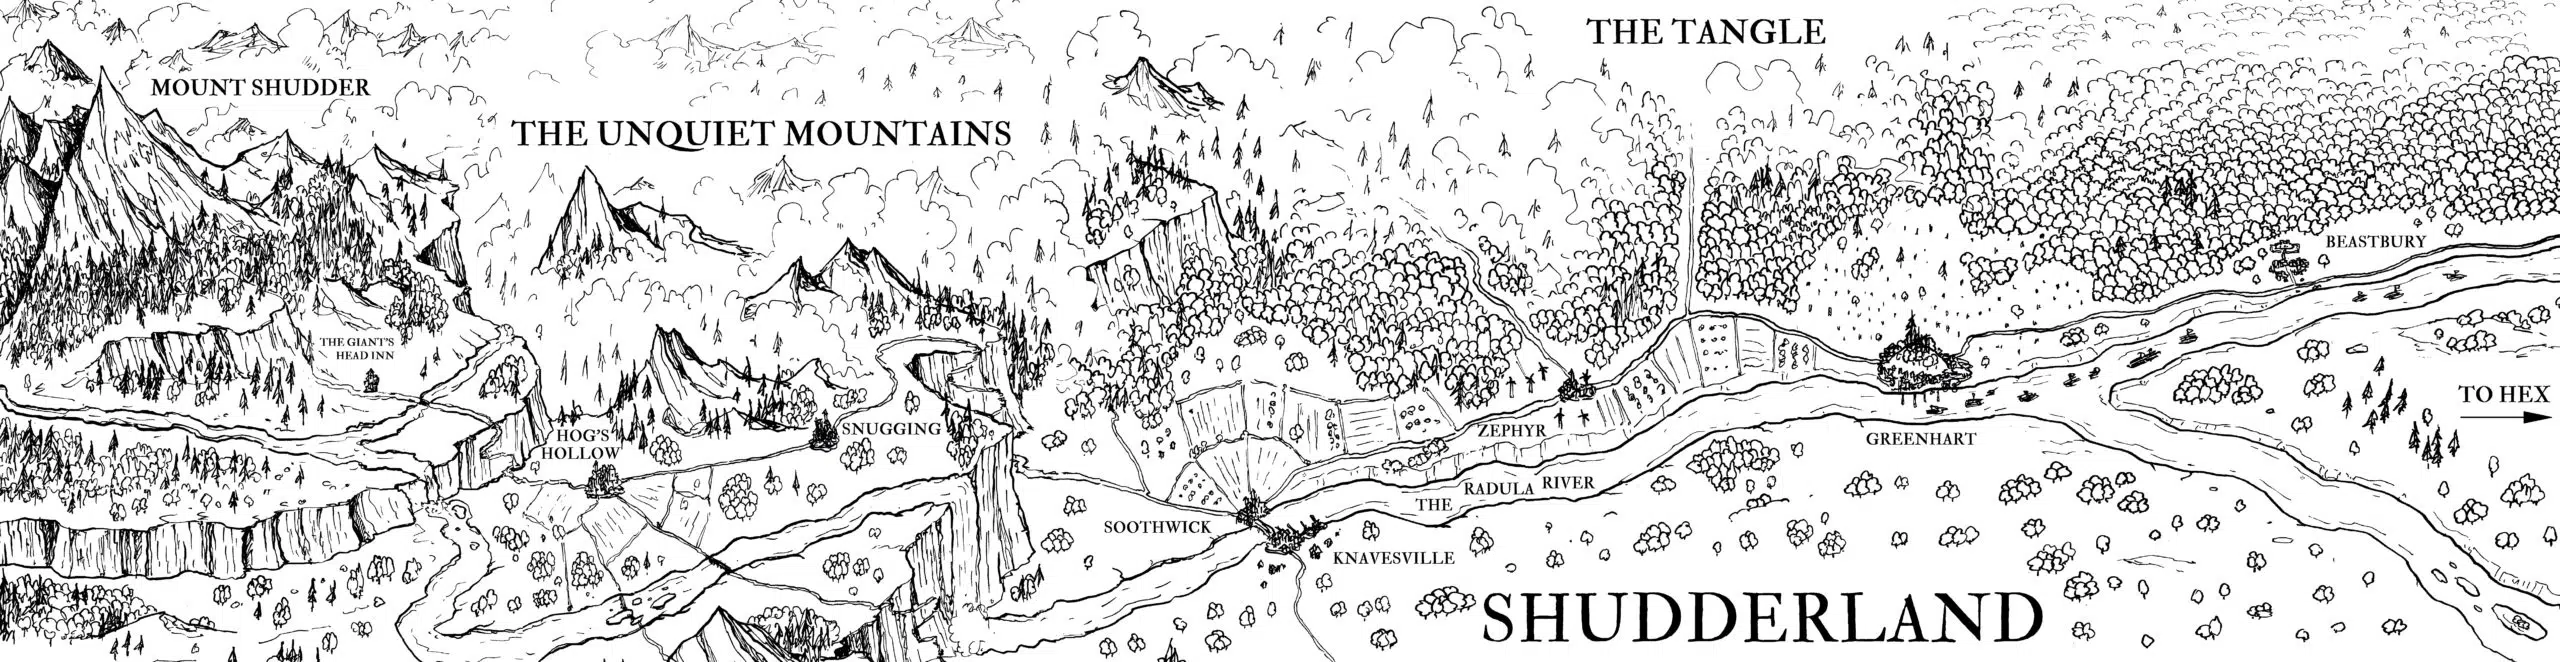 THE TANGLE
MOUNT SHUDDER
THE UNQUIET MOUNTAINS
BEASTBURY
THE GIANT'S
HEAD INN
TO HEX
HOG'S
HOLLOW
SNUGGING
ZEPHYR
GREENHART
THE RADULA RIVER
SOOTHWICK
KNAVESVILLE
SHUDDERLAND